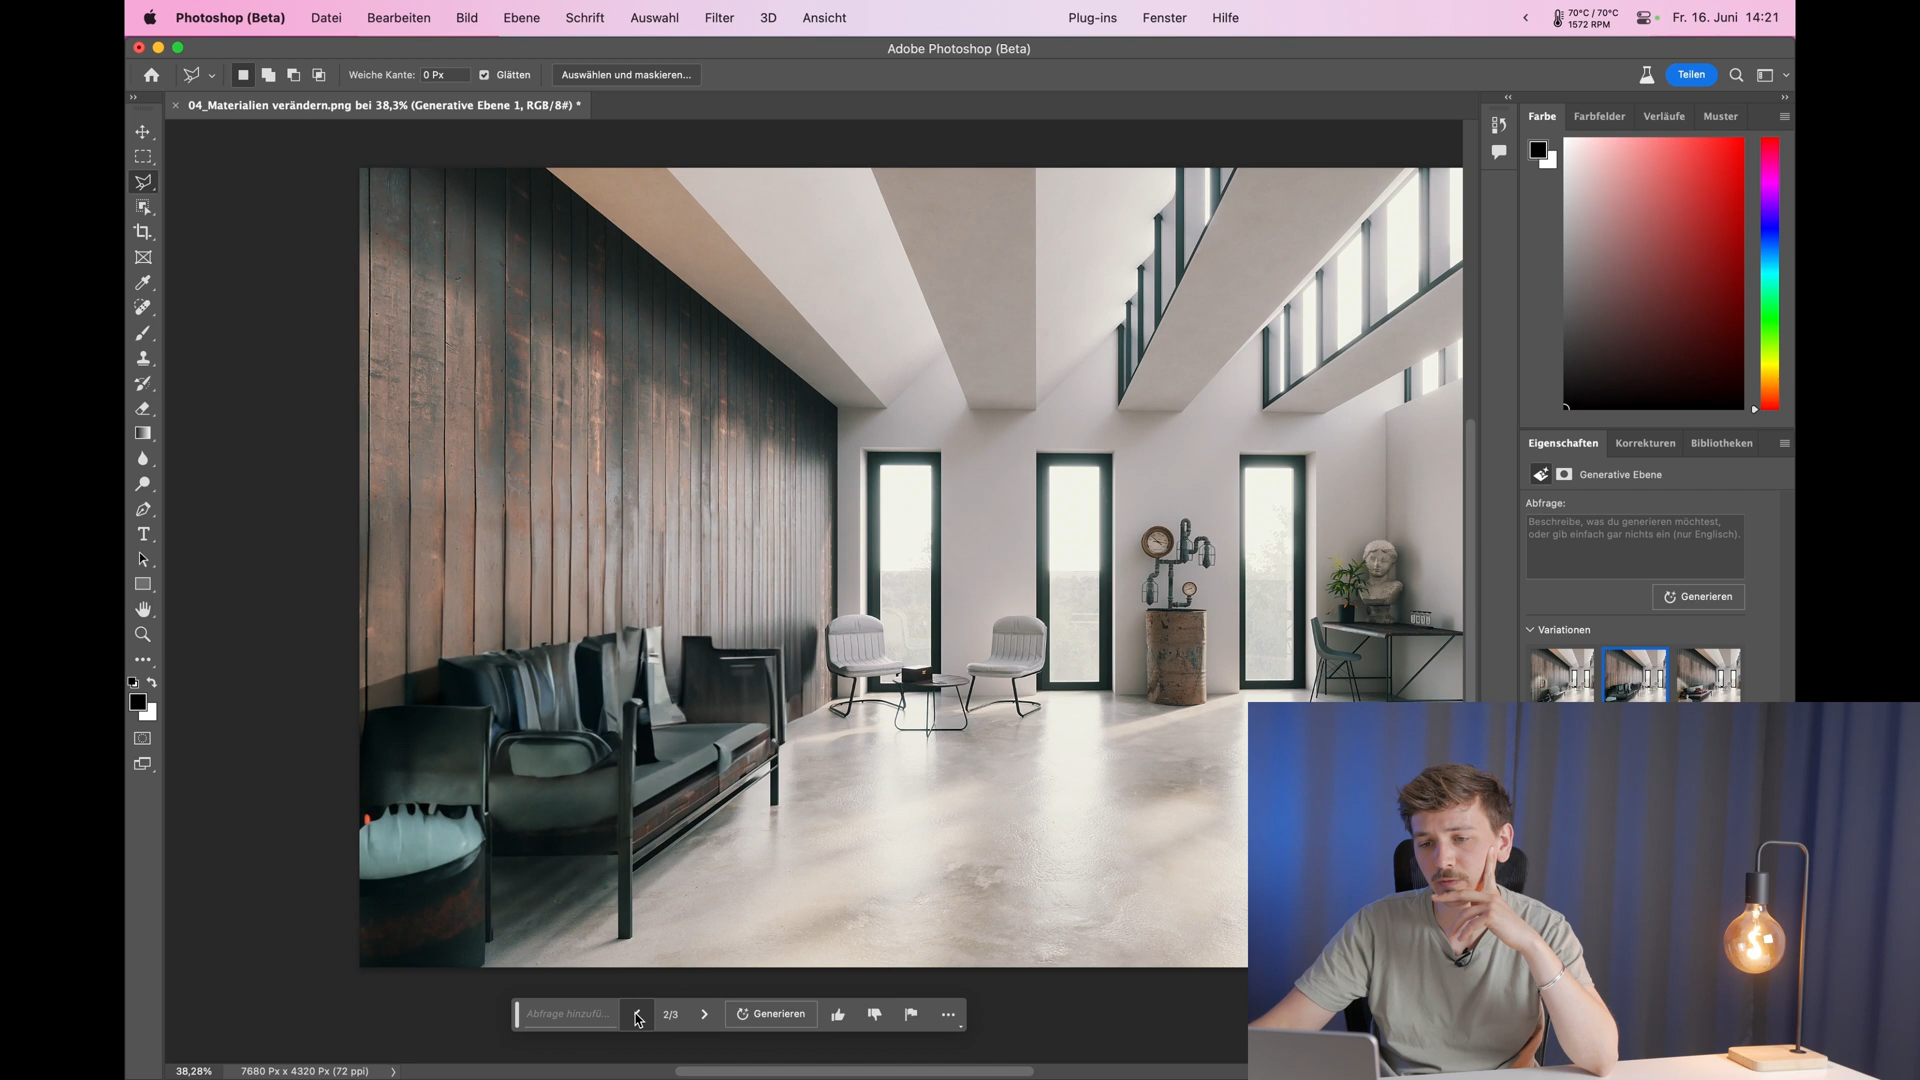 Photoshop (Beta) Datei Bearbeiten Bild Ebene Schrift Auswahl Filter 3D Ansicht Plug-ins Fenster Hilfe 70°C / 70°C Fr. 16. Juni 14:21
1572 RPM
Adobe Photoshop (Beta)
Weiche Kante: 0 Px Glätten Auswählen und maskieren... Teilen
04_Materialien verändern.png bei 38,3% (Generative Ebene 1, RGB/8#) *
Farbe Farbfelder Verläufe Muster
Eigenschaften Korrekturen Bibliotheken
Generative Ebene
Abfrage:
Beschreibe, was du generieren möchtest,
oder gib einfach gar nichts ein (nur Englisch).
Generieren
Variationen
Abfrage hinzufü... 2/3 Generieren
38,28% 7680 Px x 4320 Px (72 ppi)